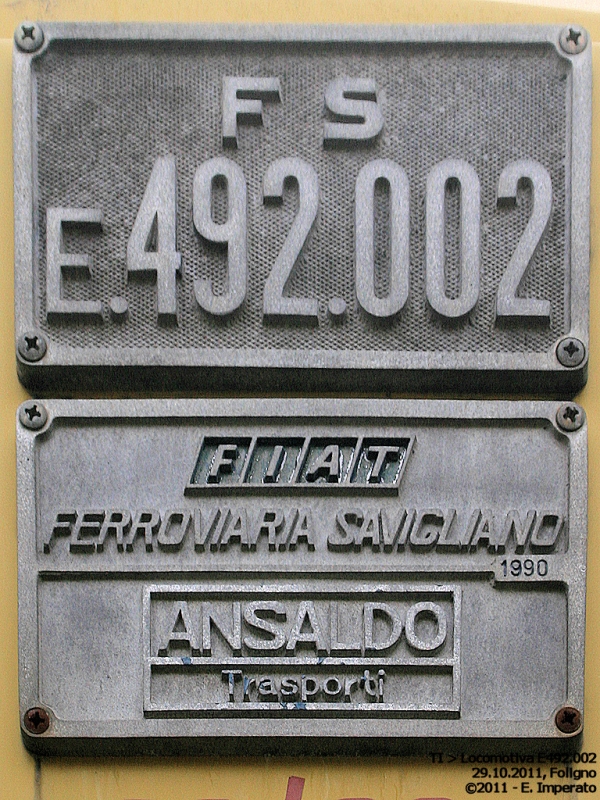 FS
E.492.002
FIAT
FERROVIARIA SAVIGLIANO
1990
ANSALDO
Trasporti
TI > Locomotiva E492.002
29.10.2011, Foligno
©2011 - E. Imperato